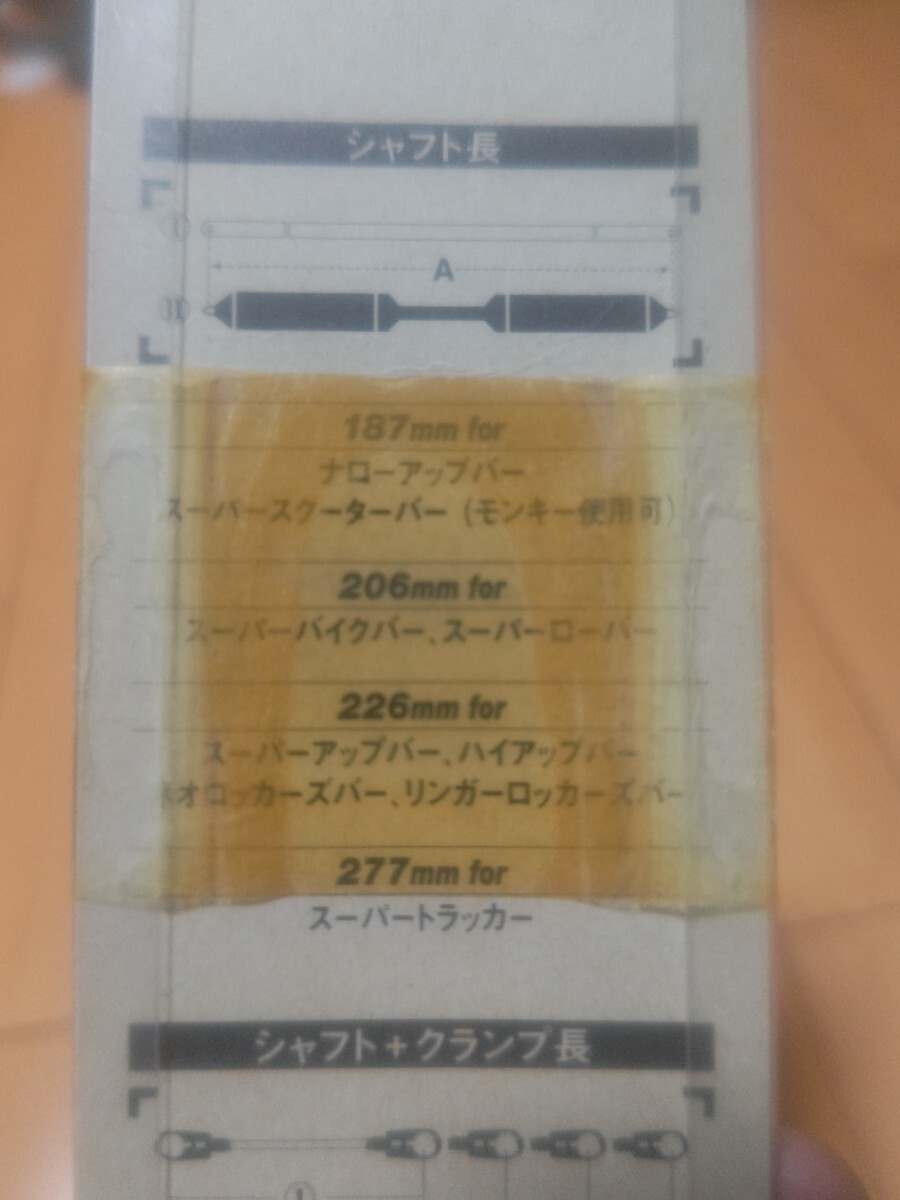 シャフト長
A
187mm for
ナローアップバー
スーパースクーターバー (モンキー使用可)
206mm for
スーパーバイクバー、スーパーローバー
226mm for
スーパーアップバー、ハイアップバー
ネオロッカーズバー、リンガーロッカーズバー
277mm for
スーパートラッカー
シャフト+クランプ長
①